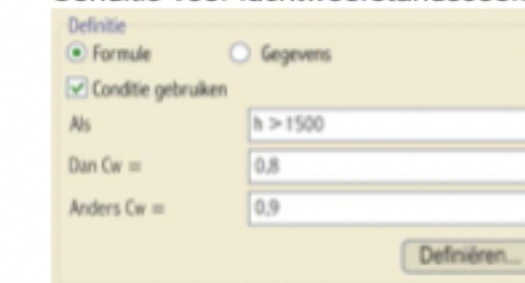 Definitie
Formule Gegevens
Conditie gebruiken
Als h > 1500
Dan Cw = 0,8
Anders Cw = 0,9
Definiëren...